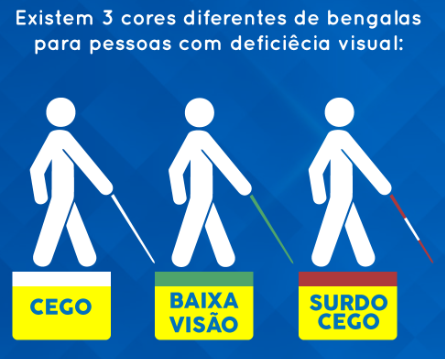 Existem 3 cores diferentes de bengalas
para pessoas com deficiêcia visual:
CEGO
BAIXA
VISÃO
SURDO
CEGO